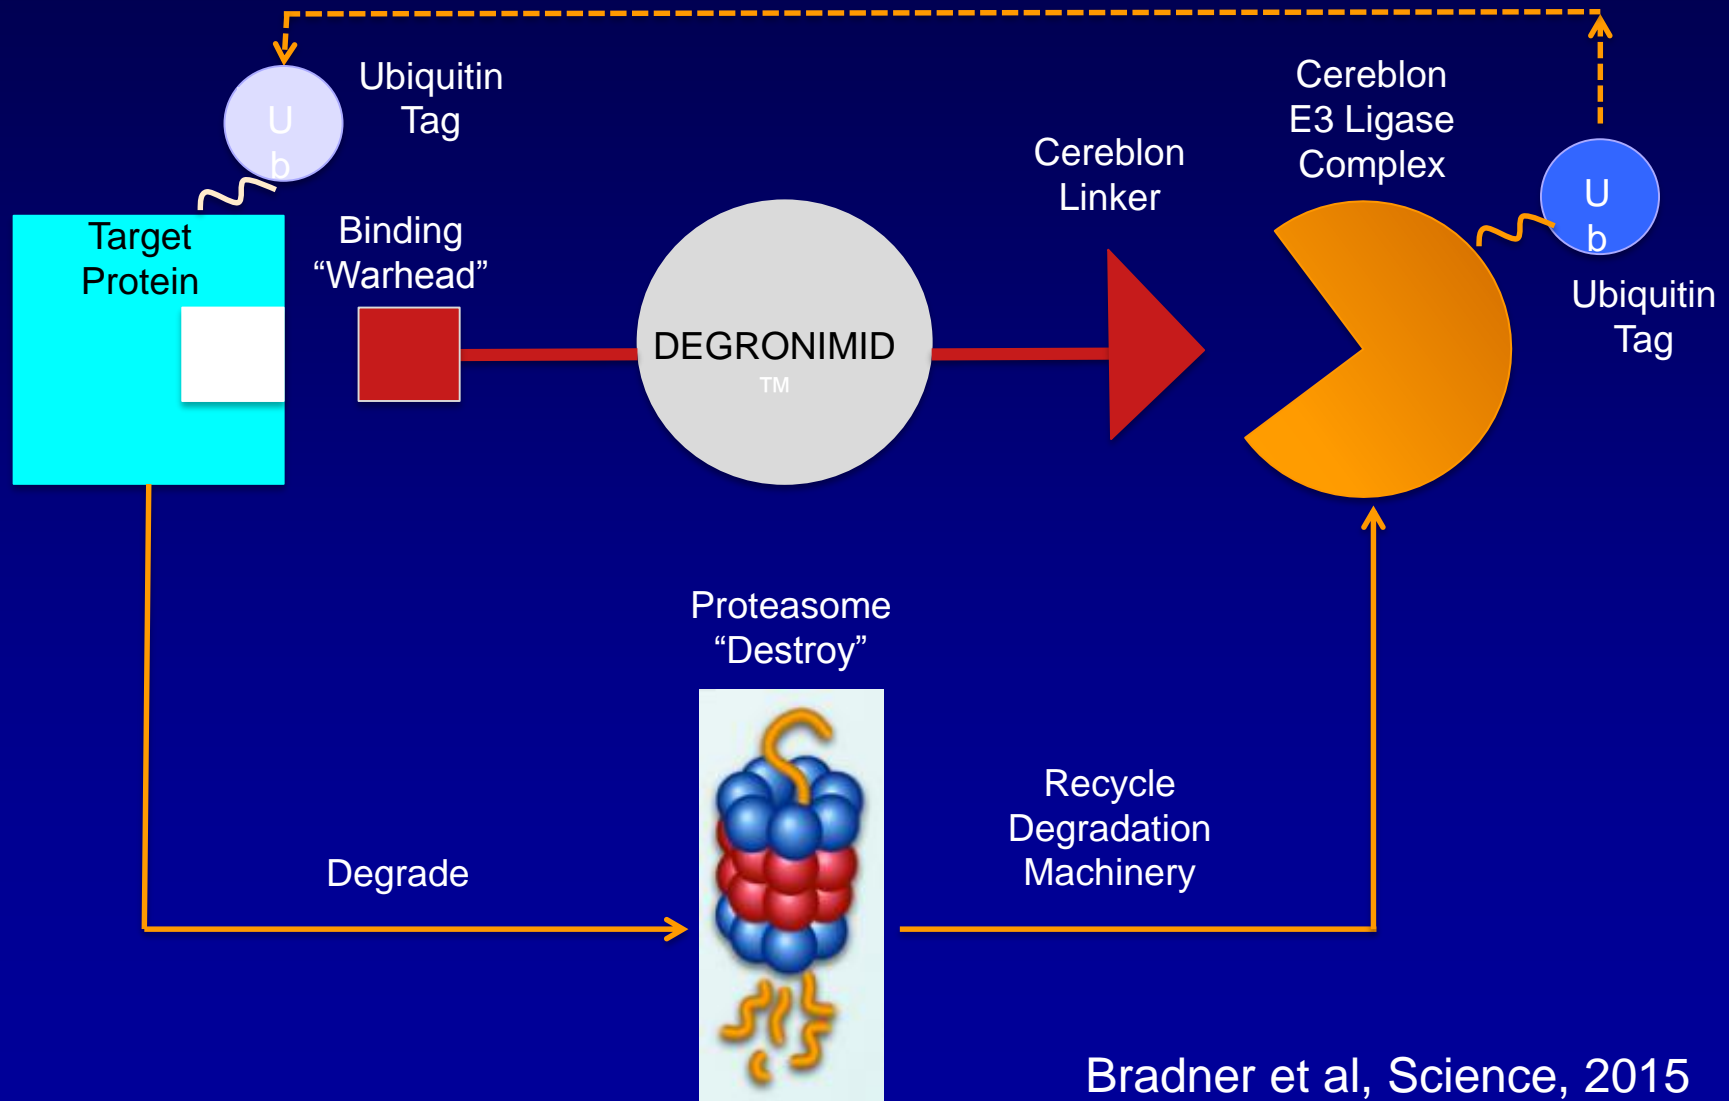 Ubiquitin
Tag
U
b
Target
Protein
Binding
“Warhead”
DEGRONIMID
™
Cereblon
Linker
Cereblon
E3 Ligase
Complex
U
b
Ubiquitin
Tag
Proteasome
“Destroy”
Degrade
Recycle
Degradation
Machinery
Bradner et al, Science, 2015